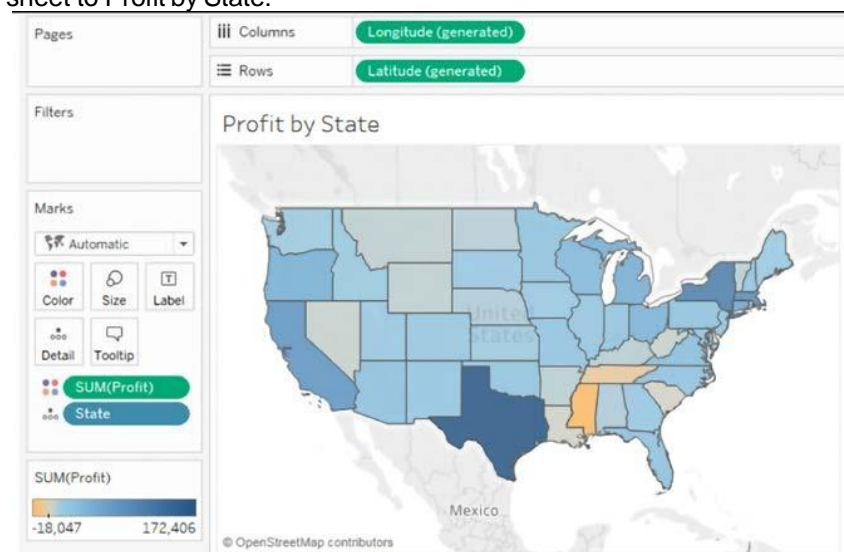 sheet to Profit by State.
Pages
iii Columns
Longitude (generated)
Rows
Latitude (generated)
Filters
Profit by State
Marks
Automatic
Color
Size
Label
Detail
Tooltip
SUM(Profit)
State
SUM(Profit)
-18,047
172,406
United
States
Mexico
© OpenStreetMap contributors